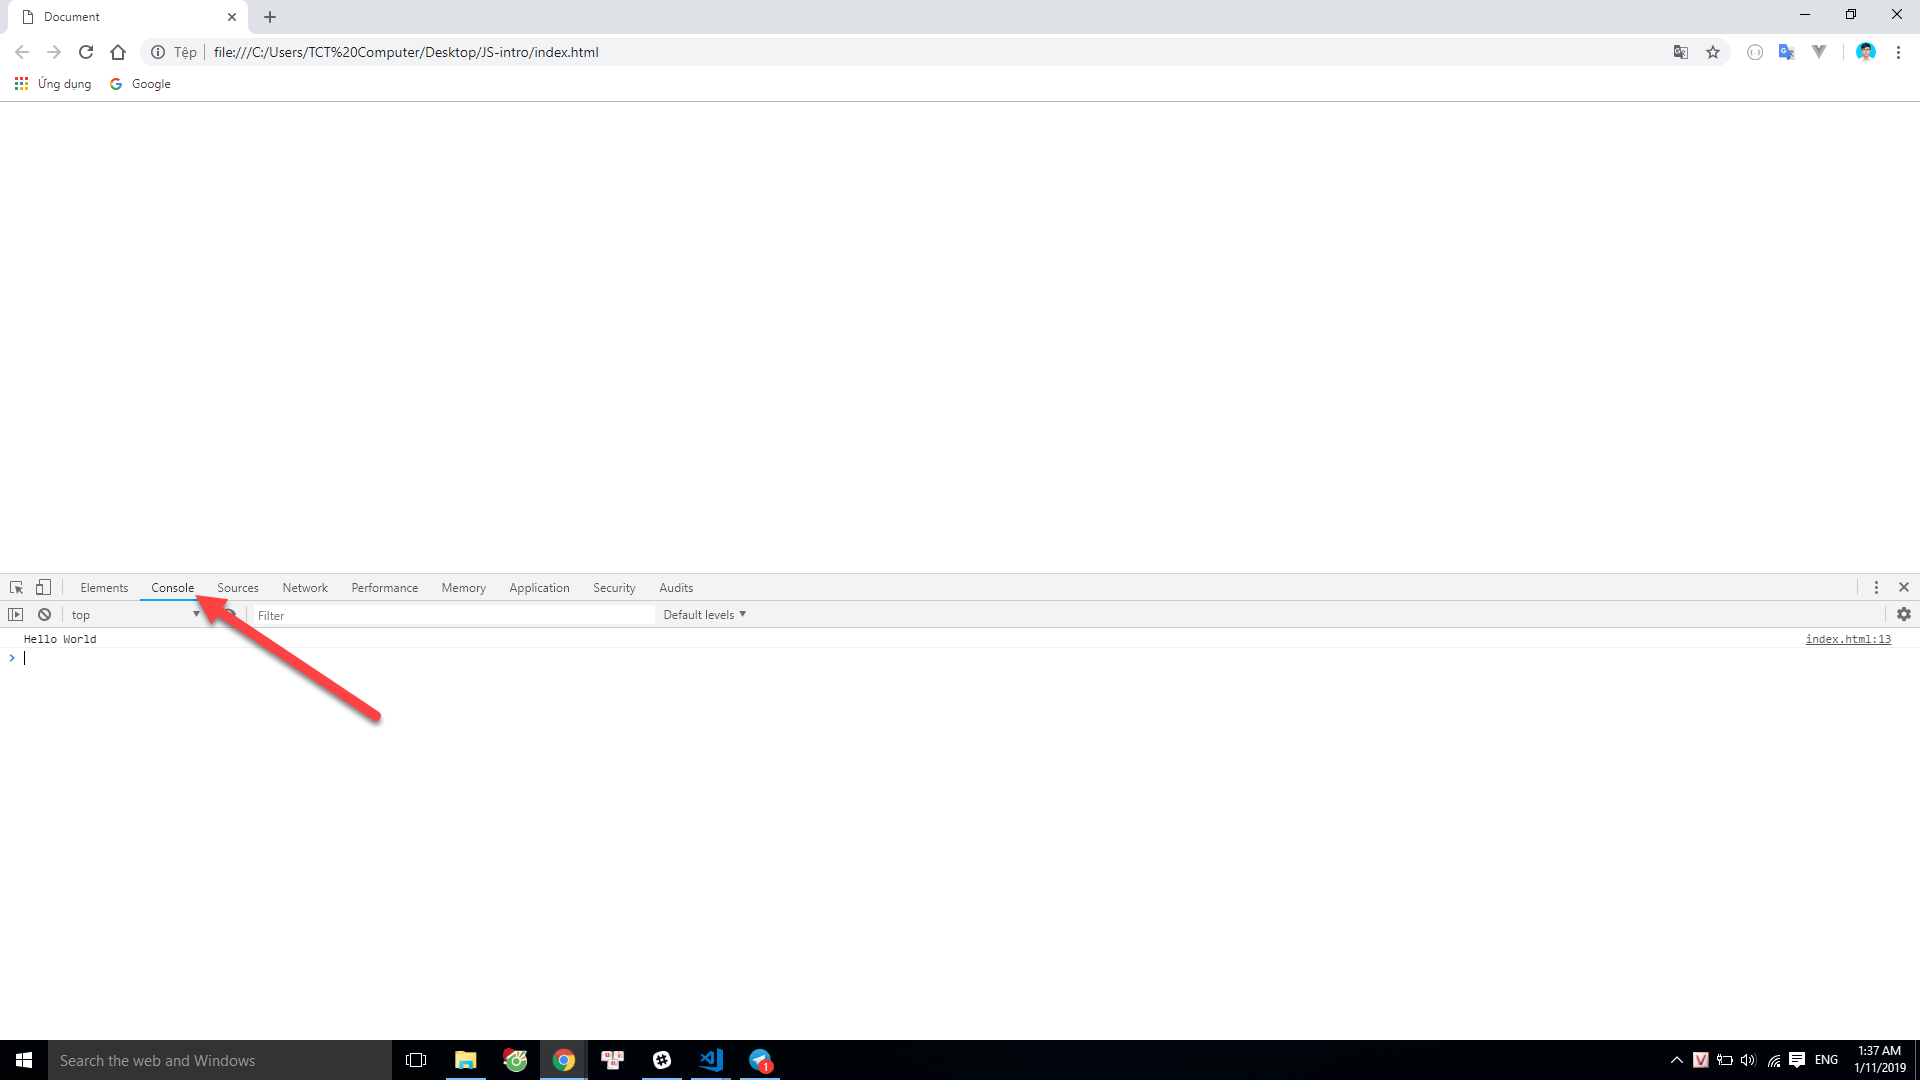 Document
Tệp file:///C:/Users/TCT%20Computer/Desktop/JS-intro/index.html
Ứng dụng Google
Elements Console Sources Network Performance Memory Application Security Audits
top Filter Default levels
Hello World index.html:13
>
Search the web and Windows
1
V
ENG
1:37 AM
1/11/2019